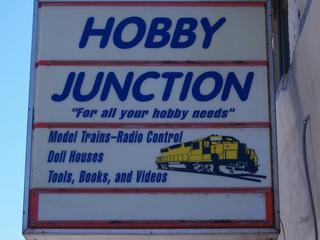 HOBBY
JUNCTION
"For all your hobby needs"
Model Trains-Radio Control
Doll Houses
Tools, Books, and Videos